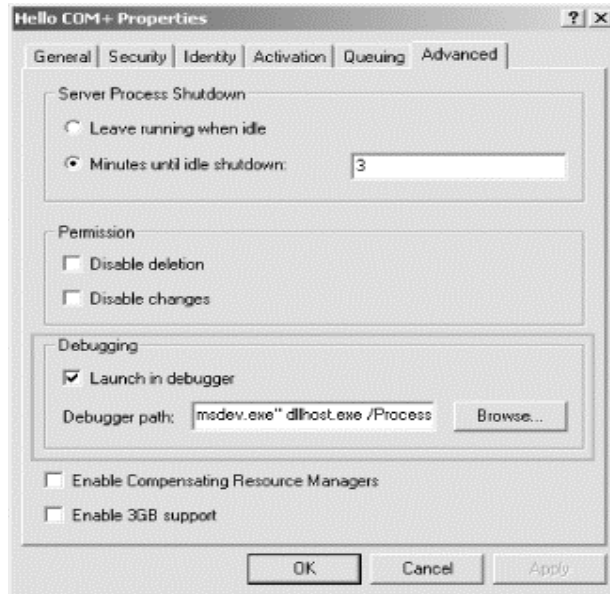 Hello COM+ Properties
General Security Identity Activation Queuing Advanced
Server Process Shutdown
Leave running when idle
Minutes until idle shutdown: 3
Permission
Disable deletion
Disable changes
Debugging
Launch in debugger
Debugger path: msdev.exe" dllhost.exe /Process Browse...
Enable Compensating Resource Managers
Enable 3GB support
OK Cancel Apply